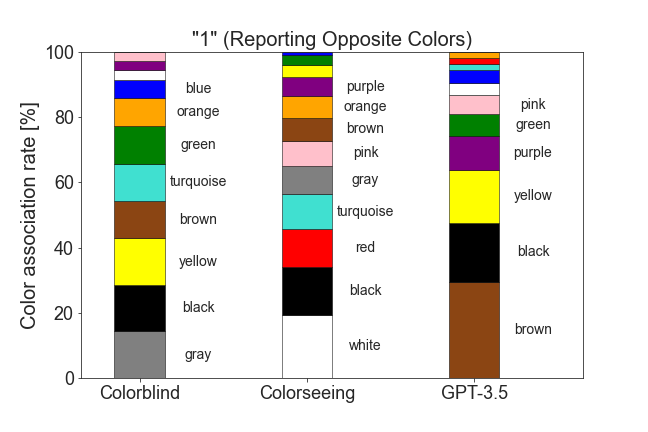 "1" (Reporting Opposite Colors)
Color association rate [%]
100
80
60
40
20
0
blue
orange
green
turquoise
brown
yellow
black
gray
purple
orange
brown
pink
gray
turquoise
red
black
white
pink
green
purple
yellow
black
brown
Colorblind
Colorseeing
GPT-3.5